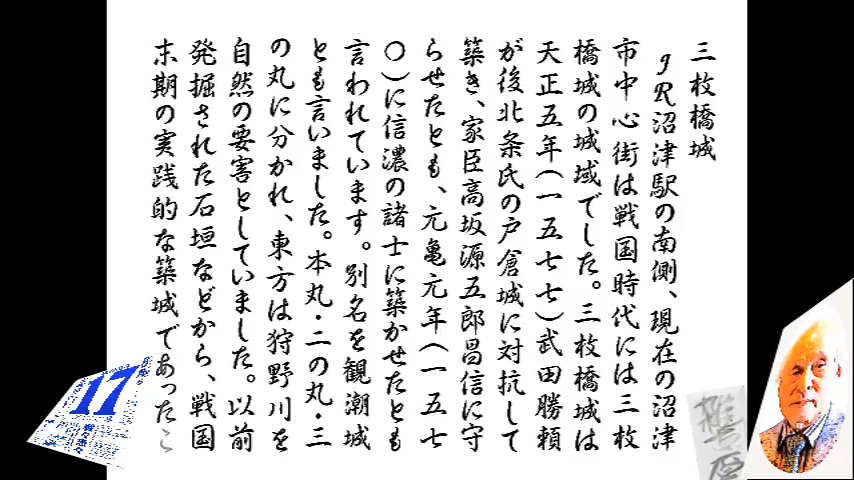 三枚橋城
JR沼津駅の南側、現在の沼津
市中心街は戦国時代には三枚
橋城の城域でした。三枚橋城は
天正五年(一五七七)武田勝頼
が後北条氏の戸倉城に対抗して
築き、家臣高坂源五郎昌信に守
らせたとも、元亀元年(一五七
〇)に信濃の諸士に築かせたとも
言われています。別名を観潮城
とも言いました。本丸・二の丸・三
の丸に分かれ、東方は狩野川を
自然の要害としていました。以前
発掘された石垣などから、戦国
末期の実践的な築城であったこ
17